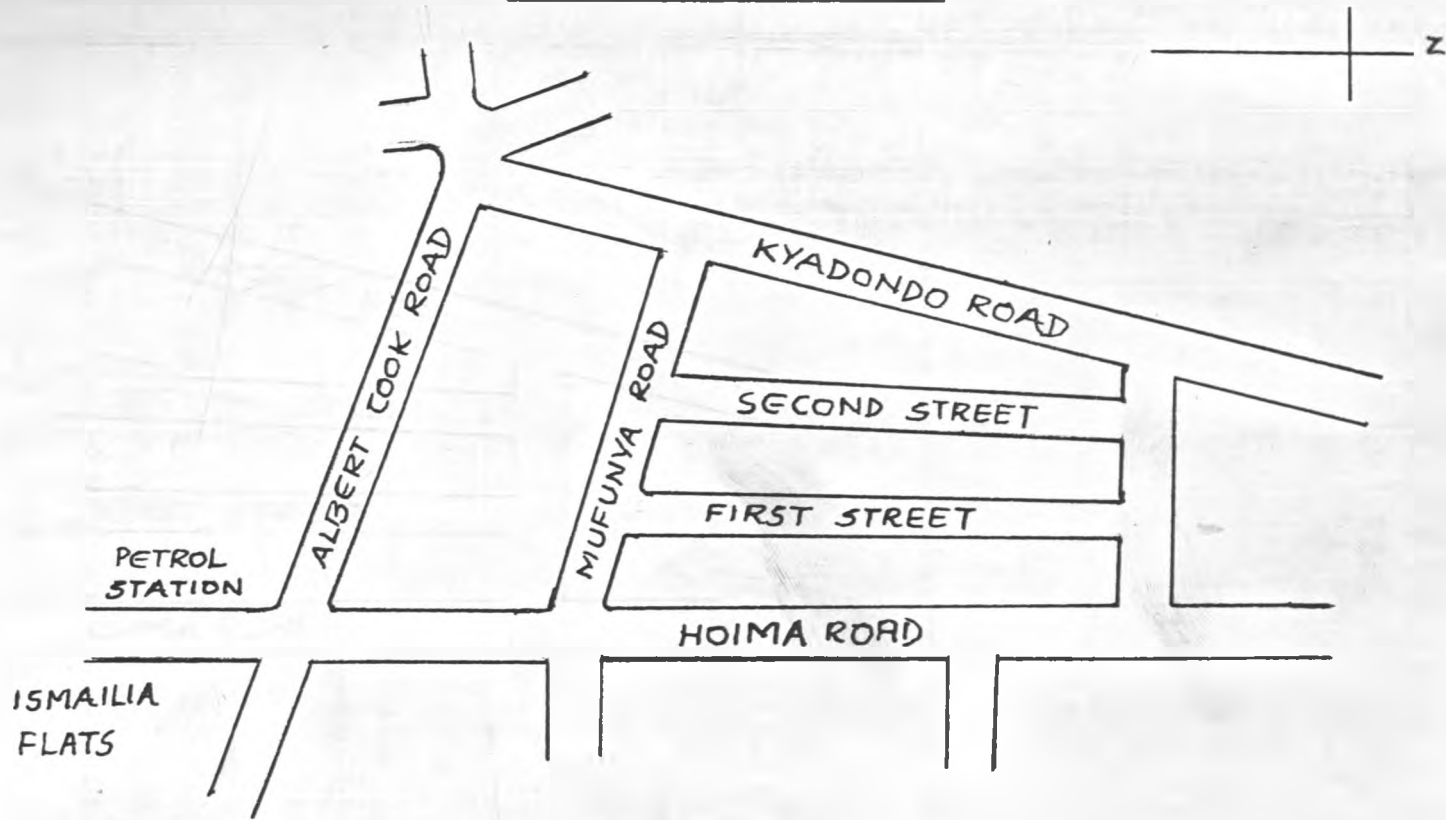 N
KYADONDO ROAD
ALBERT COOK ROAD
MUFUNYA ROAD
SECOND STREET
FIRST STREET
PETROL
STATION
HOIMA ROAD
ISMAILIA
FLATS